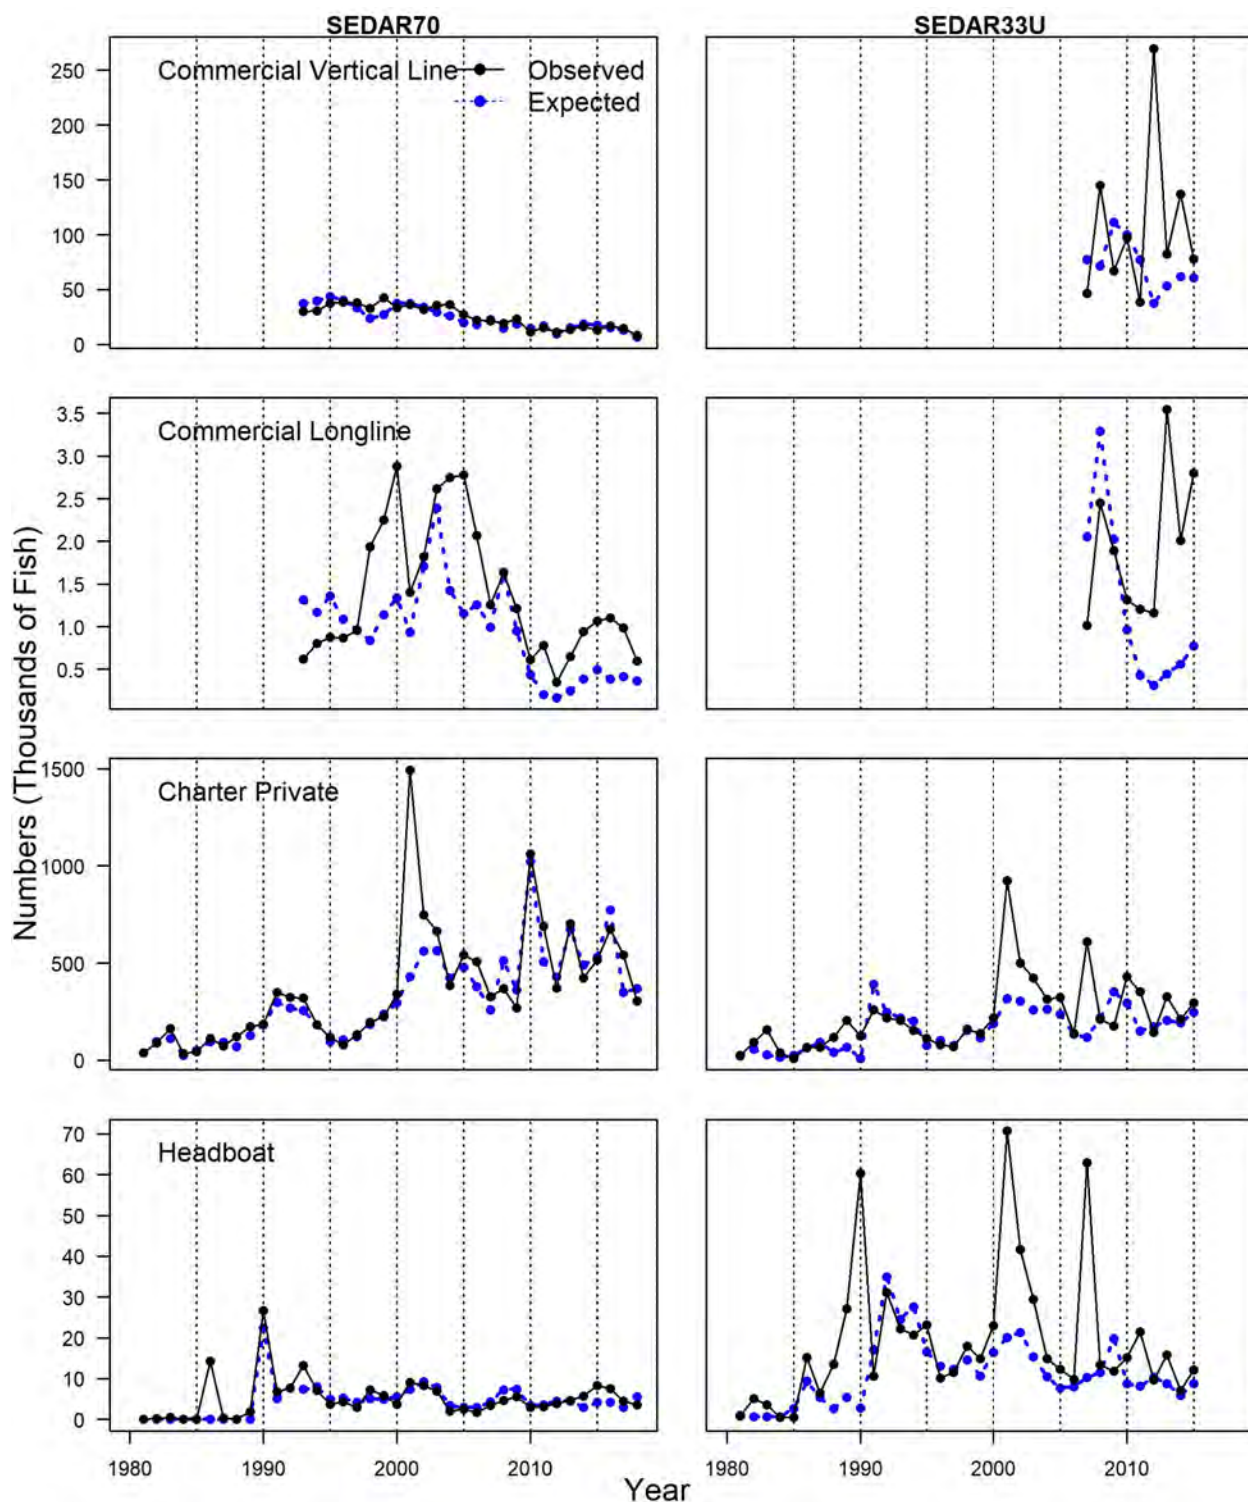 SEDAR70 SEDAR33U
Commercial Vertical Line Observed
Expected
250
200
150
100
50
0
Commercial Longline
3.5
3.0
2.5
2.0
1.5
1.0
0.5
Numbers (Thousands of Fish)
Charter Private
1500
1000
500
0
Headboat
70
60
50
40
30
20
10
0
1980 1990 2000 2010 1980 1990 2000 2010
Year